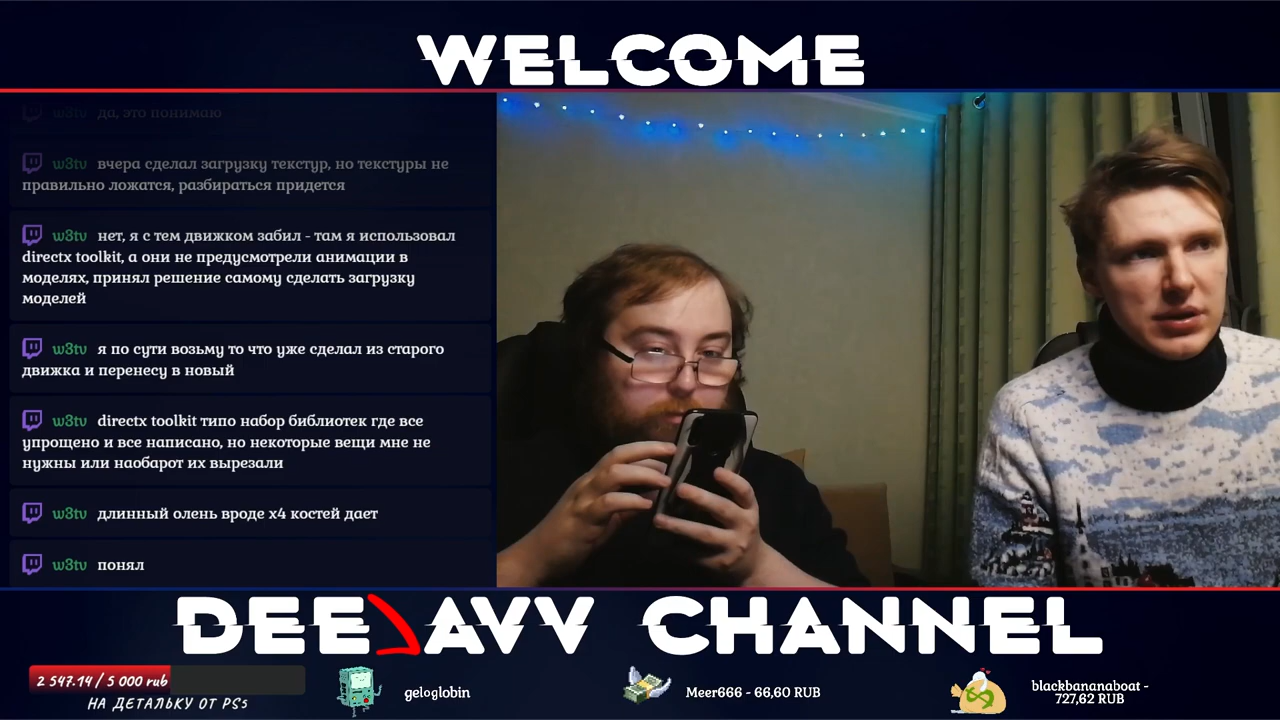 WELCOME
w3tv да, это понимаю
w3tv вчера сделал загрузку текстур, но текстуры не
правильно ложатся, разбираться придется
w3tv нет, я с тем движком забил - там я использовал
directx toolkit, а они не предусмотрели анимации в
моделях, принял решение самому сделать загрузку
моделей
w3tv я по сути возьму то что уже сделал из старого
движка и перенесу в новый
w3tv directx toolkit типо набор библиотек где все
упрощено и все написано, но некоторые вещи мне не
нужны или наобарот их вырезали
w3tv длинный олень вроде x4 костей дает
w3tv понял
DEEJAVV CHANNEL
2 547.14 / 5 000 rub
НА ДЕТАЛЬКУ ОТ PS5
geloglobin
Meer666 - 66,60 RUB
blackbananaboat -
727,62 RUB